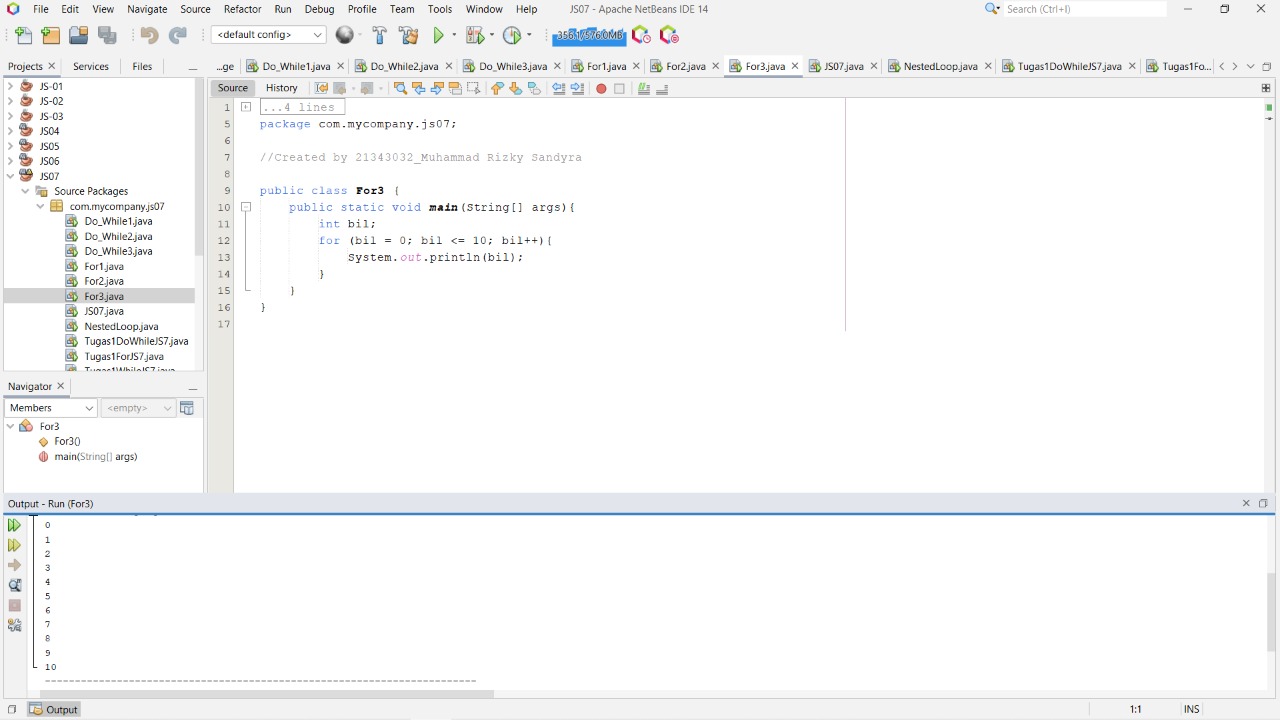 File Edit View Navigate Source Refactor Run Debug Profile Team Tools Window Help JS07 - Apache NetBeans IDE 14 Search (Ctrl+I)
<default config> 356.1/576.0MB
Projects Services Files ...ge Do_While1.java Do_While2.java Do_While3.java For1.java For2.java For3.java JS07.java NestedLoop.java Tugas1DoWhileJS7.java Tugas1Fo...
Source History
JS-01
JS-02
JS-03
JS04
JS05
JS06
JS07
Source Packages
com.mycompany.js07
Do_While1.java
Do_While2.java
Do_While3.java
For1.java
For2.java
For3.java
JS07.java
NestedLoop.java
Tugas1DoWhileJS7.java
Tugas1ForJS7.java
Tugas1WhileJS7.java
1 ...4 lines
5 package com.mycompany.js07;
6
7 //Created by 21343032_Muhammad Rizky Sandyra
8
9 public class For3 {
10 public static void main(String[] args){
11 int bil;
12 for (bil = 0; bil <= 10; bil++){
13 System.out.println(bil);
14 }
15 }
16 }
17
Navigator
Members <empty>
For3
For3()
main(String[] args)
Output - Run (For3)
0
1
2
3
4
5
6
7
8
9
10
------------------------------------------------------------------------
Output 1:1 INS